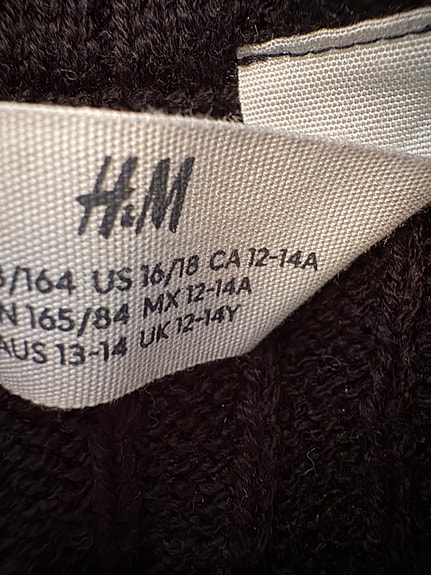 H&M
/164 US 16/18 CA 12-14A
N 165/84 MX 12-14A
AUS 13-14 UK 12-14Y